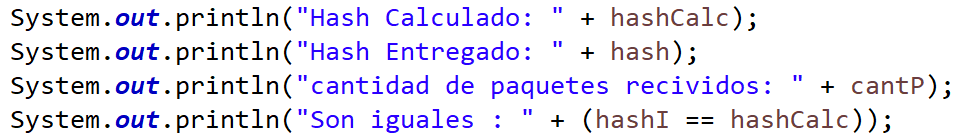 System.out.println("Hash Calculado: " + hashCalc);
System.out.println("Hash Entregado: " + hash);
System.out.println("cantidad de paquetes recividos: " + cantP);
System.out.println("Son iguales : " + (hashI == hashCalc));